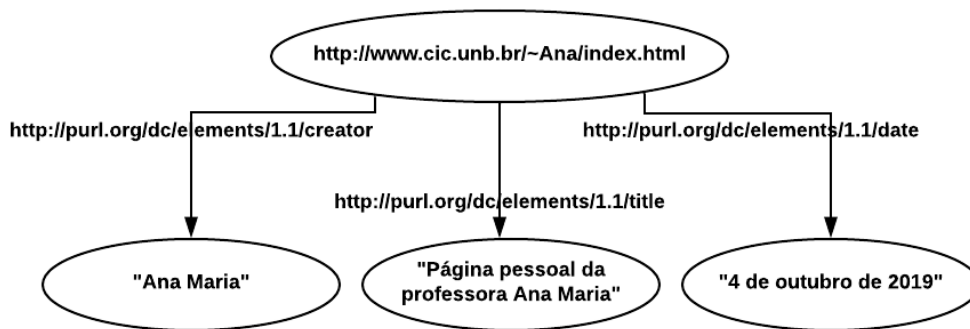 http://www.cic.unb.br/~Ana/index.html
http://purl.org/dc/elements/1.1/creator
http://purl.org/dc/elements/1.1/date
http://purl.org/dc/elements/1.1/title
"Ana Maria"
"Página pessoal da
professora Ana Maria"
"4 de outubro de 2019"